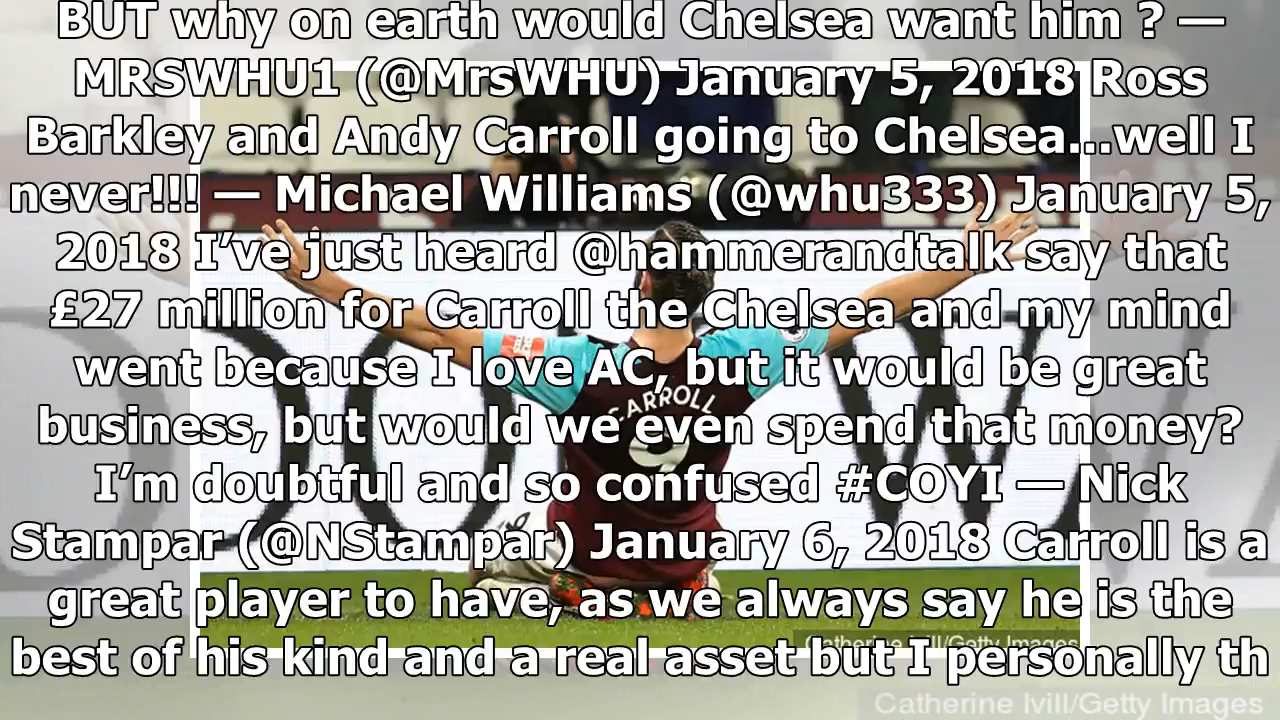 BUT why on earth would Chelsea want him ? —
MRSWHU1 (@MrsWHU) January 5, 2018 Ross
Barkley and Andy Carroll going to Chelsea...well I
never!!! — Michael Williams (@whu333) January 5,
2018 I’ve just heard @hammerandtalk say that
£27 million for Carroll the Chelsea and my mind
went because I love AC, but it would be great
business, but would we even spend that money?
I’m doubtful and so confused #COYI — Nick
Stampar (@NStampar) January 6, 2018 Carroll is a
great player to have, as we always say he is the
best of his kind and a real asset but I personally th
CARROLL
9
Catherine Ivill/Getty Images
Catherine Ivill/Getty Images